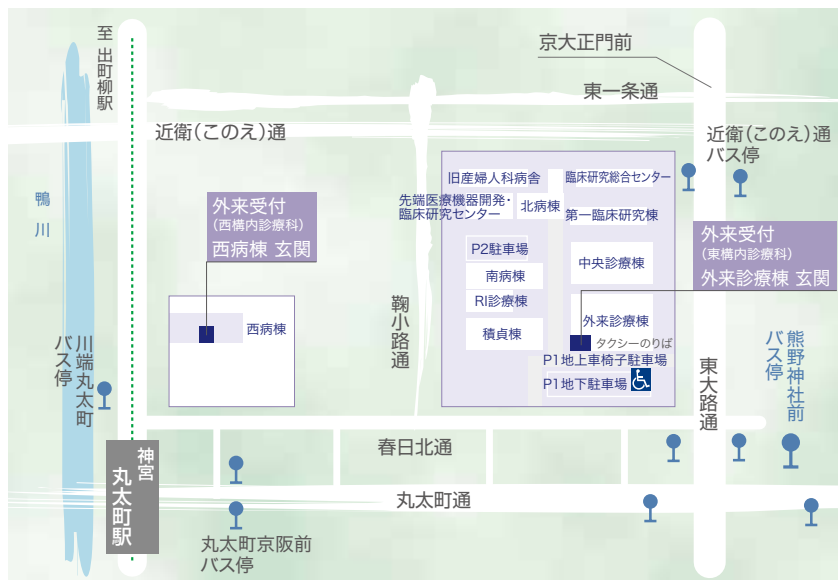 至 出町柳駅
京大正門前
東一条通
近衛（このえ）通
近衛（このえ）通
バス停
鴨川
外来受付
（西構内診療科）
西病棟 玄関
西病棟
旧産婦人科病舎
臨床研究総合センター
先端医療機器開発・
臨床研究センター
北病棟
第一臨床研究棟
P2駐車場
中央診療棟
南病棟
RI診療棟
外来診療棟
積貞棟
タクシーのりば
P1地上車椅子駐車場
P1地下駐車場
外来受付
（東構内診療科）
外来診療棟 玄関
鞠小路通
東大路通
熊野神社前
バス停
川端丸太町
バス停
春日北通
神宮
丸太町駅
丸太町通
丸太町京阪前
バス停